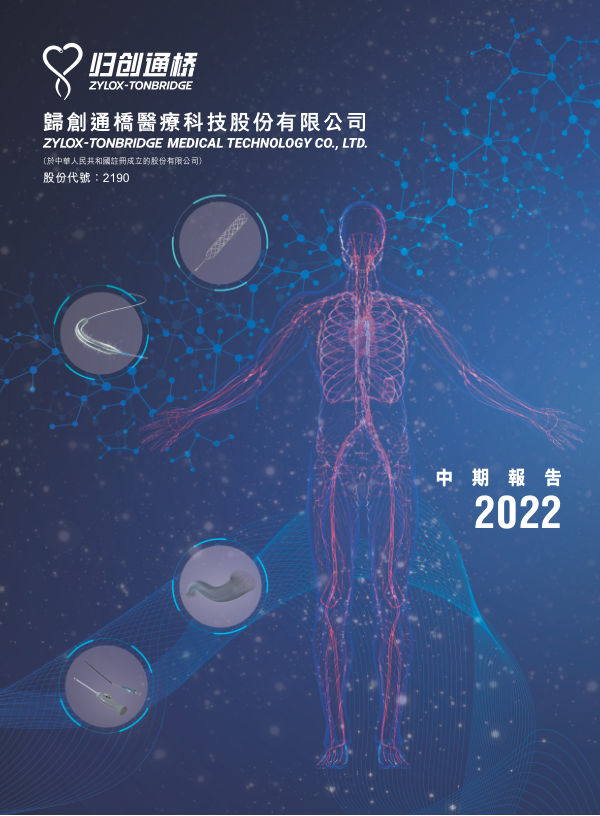 归创通桥
ZYLOX-TONBRIDGE
歸創通橋醫療科技股份有限公司
ZYLOX-TONBRIDGE MEDICAL TECHNOLOGY CO., LTD.
(於中華人民共和國註冊成立的股份有限公司)
股份代號：2190
中期報告
2022